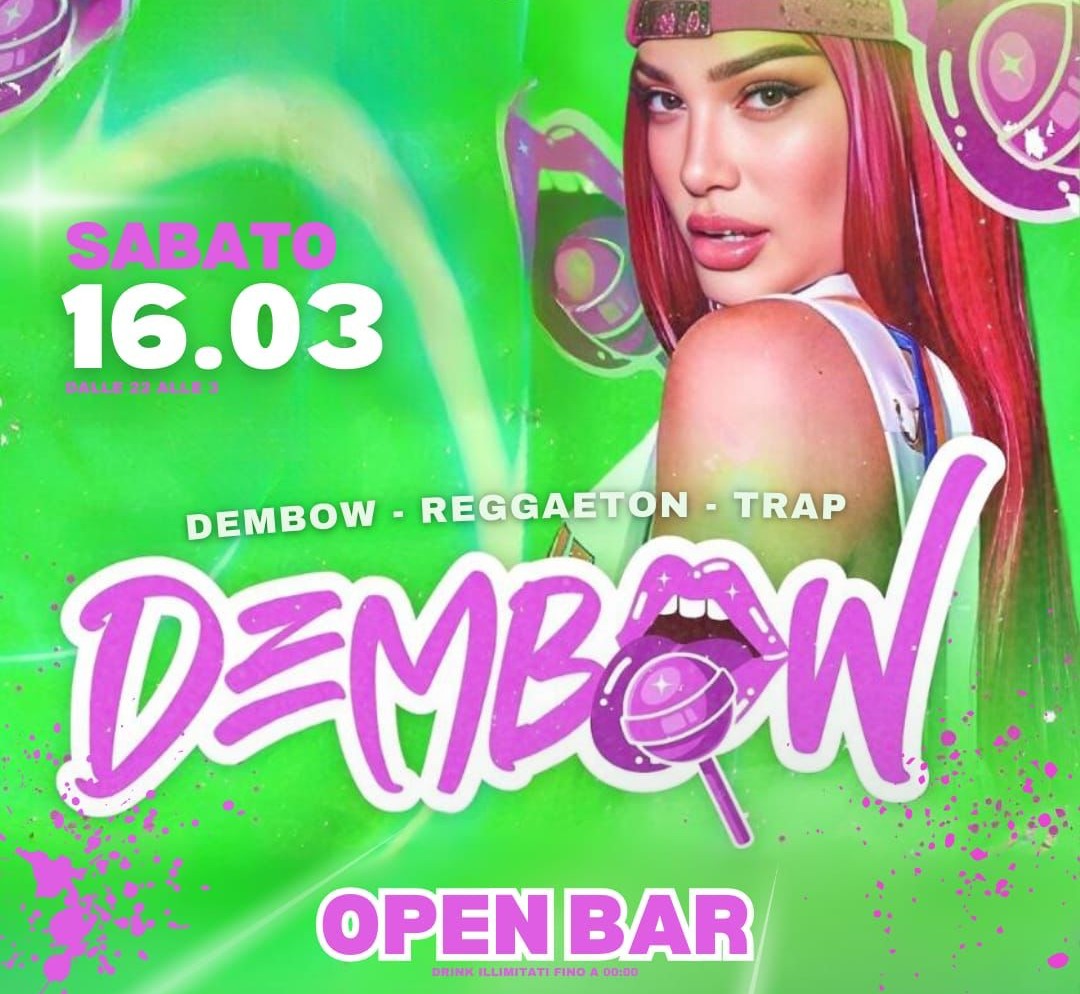 SABATO
16.03
DALLE 22 ALLE 3
DEMBOW - REGGAETON - TRAP
DEMBOW
OPEN BAR
DRINK ILLIMITATI FINO A 00:00